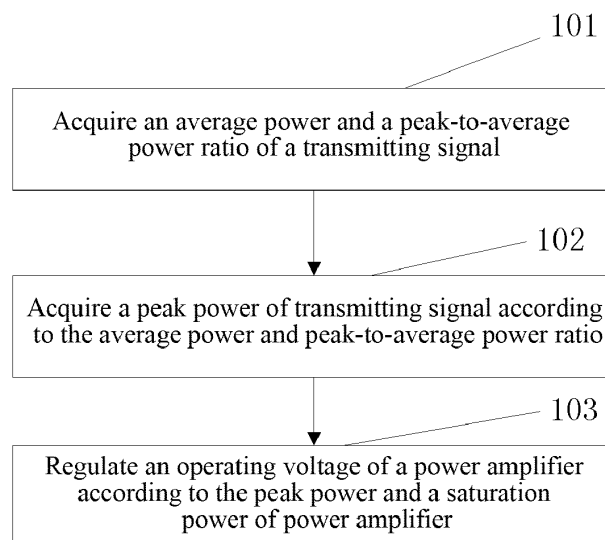 101
Acquire an average power and a peak-to-average
power ratio of a transmitting signal
102
Acquire a peak power of transmitting signal according
to the average power and peak-to-average power ratio
103
Regulate an operating voltage of a power amplifier
according to the peak power and a saturation
power of power amplifier